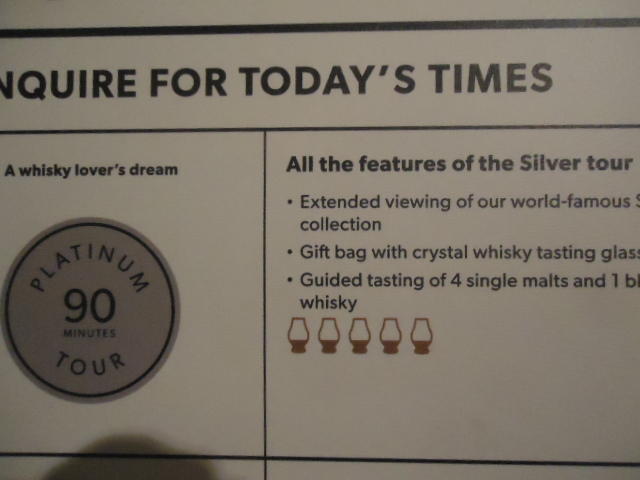 FOR TODAY'S TIMES
A whisky lover's dream
PLATINUM
90
MINUTES
TOUR
All the features of the Silver tour
• Extended viewing of our world-famous
collection
• Gift bag with crystal whisky tasting
• Guided tasting of 4 single malts and 1
whisky